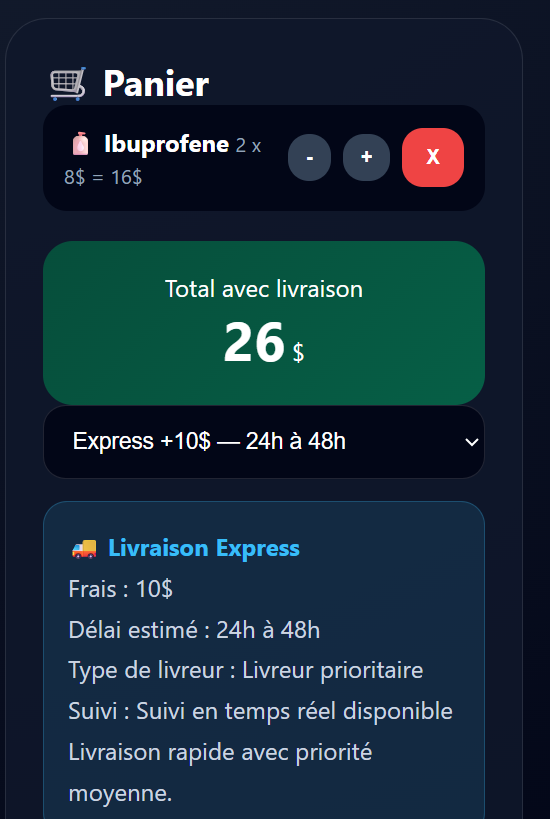 Panier
Ibuprofene 2 x
8$ = 16$
- + X
Total avec livraison
26 $
Express +10$ — 24h à 48h
Livraison Express
Frais : 10$
Délai estimé : 24h à 48h
Type de livreur : Livreur prioritaire
Suivi : Suivi en temps réel disponible
Livraison rapide avec priorité
moyenne.